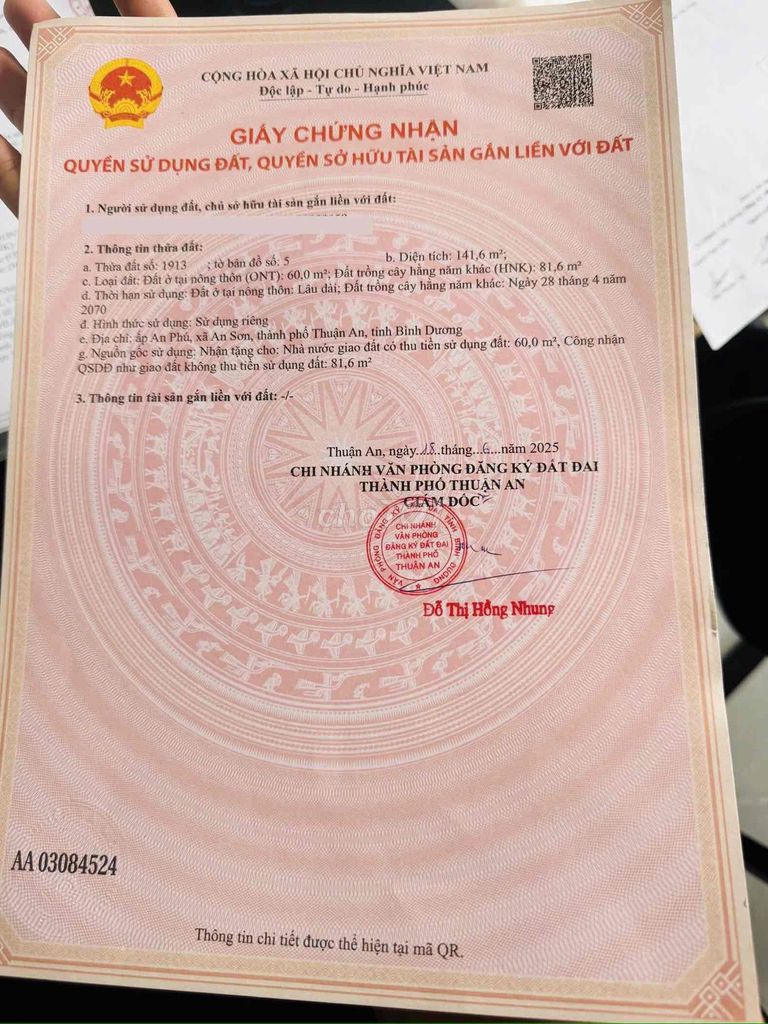 CỘNG HÒA XÃ HỘI CHỦ NGHĨA VIỆT NAM
Độc lập - Tự do - Hạnh phúc
GIẤY CHỨNG NHẬN
QUYỀN SỬ DỤNG ĐẤT, QUYỀN SỞ HỮU TÀI SẢN GẮN LIỀN VỚI ĐẤT
1. Người sử dụng đất, chủ sở hữu tài sản gắn liền với đất:
2. Thông tin thửa đất:
a. Thửa đất số: 1913 ; tờ bản đồ số: 5 b. Diện tích: 141,6 m²;
c. Loại đất: Đất ở tại nông thôn (ONT): 60,0 m²; Đất trồng cây hằng năm khác (HNK): 81,6 m²
d. Thời hạn sử dụng: Đất ở tại nông thôn: Lâu dài; Đất trồng cây hằng năm khác: Ngày 28 tháng 4 năm
2070
đ. Hình thức sử dụng: Sử dụng riêng
e. Địa chỉ: ấp An Phú, xã An Sơn, thành phố Thuận An, tỉnh Bình Dương
g. Nguồn gốc sử dụng: Nhận tặng cho: Nhà nước giao đất có thu tiền sử dụng đất: 60,0 m², Công nhận
QSDĐ như giao đất không thu tiền sử dụng đất: 81,6 m²
3. Thông tin tài sản gắn liền với đất: -/-
Thuận An, ngày..18..tháng...6...năm 2025
CHI NHÁNH VĂN PHÒNG ĐĂNG KÝ ĐẤT ĐAI
THÀNH PHỐ THUẬN AN
GIÁM ĐỐC
VĂN PHÒNG ĐĂNG KÝ ĐẤT ĐAI TỈNH BÌNH DƯƠNG
CHI NHÁNH
VĂN PHÒNG
ĐĂNG KÝ ĐẤT ĐAI
THÀNH PHỐ
THUẬN AN
Đỗ Thị Hồng Nhung
AA 03084524
Thông tin chi tiết được thể hiện tại mã QR.